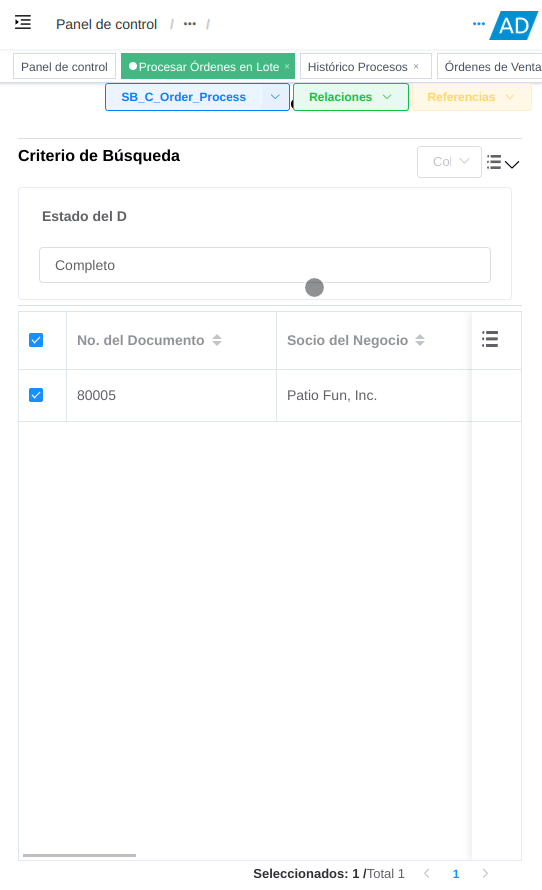 Panel de control / ••• /
••• AD
Panel de control
Procesar Órdenes en Lote ×
Histórico Procesos ×
Órdenes de Venta
SB_C_Order_Process
Relaciones
Referencias
Criterio de Búsqueda
Col
Estado del D
Completo
No. del Documento
Socio del Negocio
80005
Patio Fun, Inc.
Seleccionados: 1 /Total 1
1